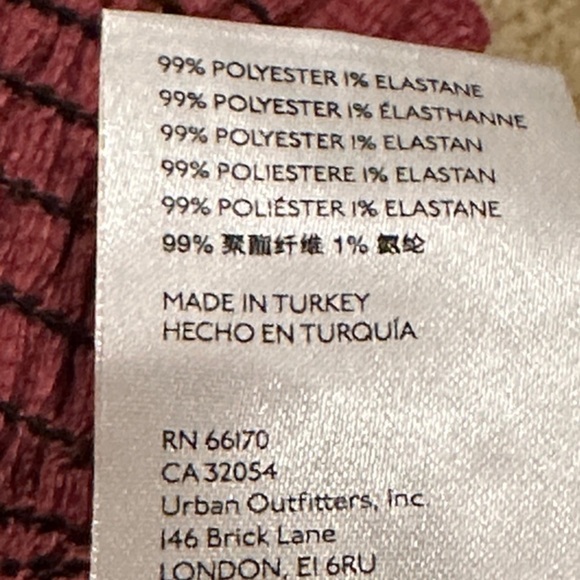 99% POLYESTER 1% ELASTANE
99% POLYESTER 1% ÉLASTHANNE
99% POLYESTER 1% ELASTAN
99% POLIESTERE 1% ELASTAN
99% POLIÉSTER 1% ELASTANE
99% 聚酯纤维 1% 氨纶
MADE IN TURKEY
HECHO EN TURQUÍA
RN 66170
CA 32054
Urban Outfitters, Inc.
146 Brick Lane
LONDON, E1 6RU